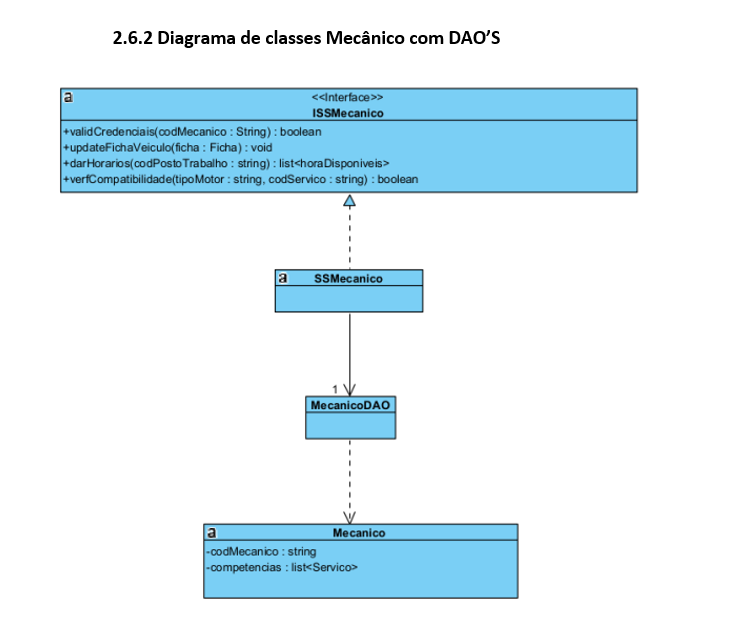 2.6.2 Diagrama de classes Mecânico com DAO'S
a
<<Interface>>
ISSMecanico
+validCredenciais(codMecanico : String) : boolean
+updateFichaVeiculo(ficha : Ficha) : void
+darHorarios(codPostoTrabalho : string) : list<horaDisponiveis>
+verfCompatibilidade(tipoMotor : string, codServico : string) : boolean
a SSMecanico
1
MecanicoDAO
a Mecanico
-codMecanico : string
-competencias : list<Servico>